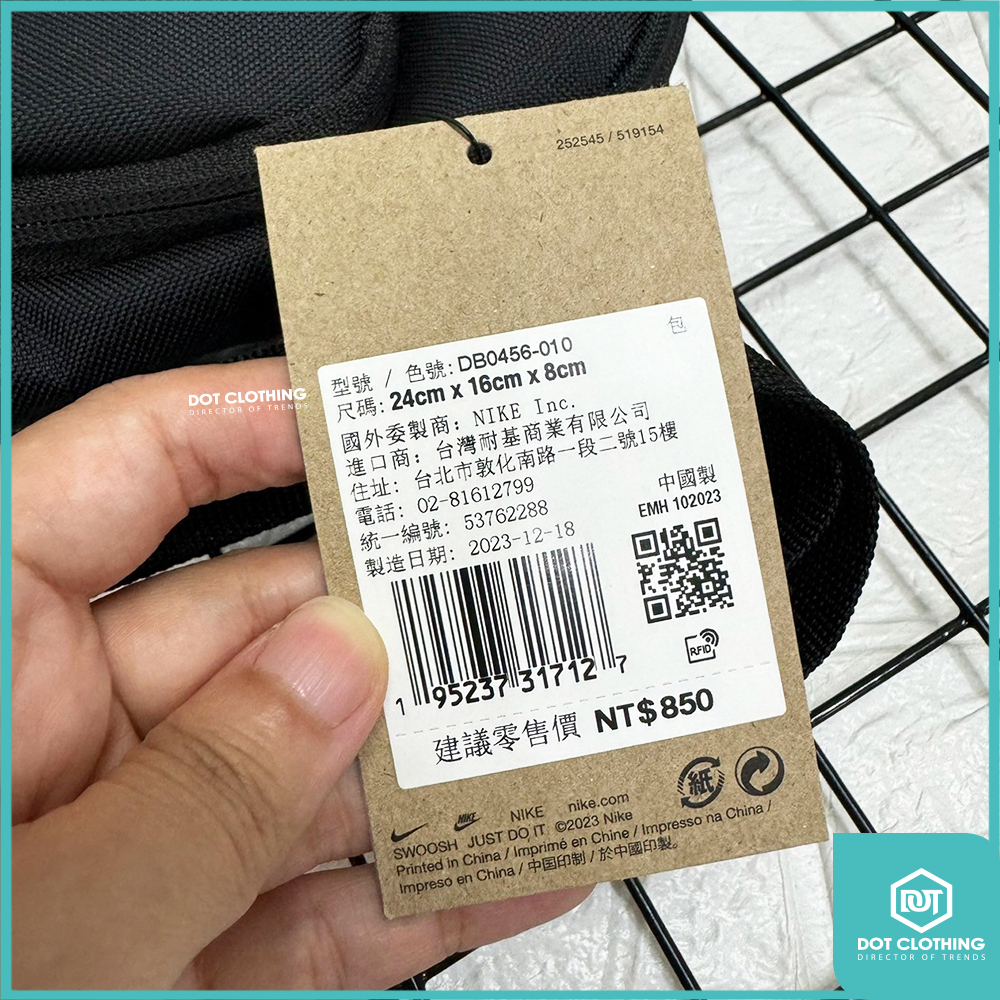 252545 / 519154
包
型號 / 色號: DB0456-010
尺碼: 24cm x 16cm x 8cm
國外委製商: NIKE Inc.
進口商: 台灣耐基商業有限公司
住址: 台北市敦化南路一段二號15樓
電話: 02-81612799
統一編號: 53762288
製造日期: 2023-12-18
中國製
EMH 102023
RFID
1 95237 31712 7
建議零售價 NT$850
紙
NIKE
NIKE nike.com
SWOOSH JUST DO IT ©2023 Nike
Printed in China / Imprimé en Chine / Impresso na China /
Impreso en China / 中国印制 / 於中國印製。
DOT CLOTHING
DIRECTOR OF TRENDS
DOT
DOT CLOTHING
DIRECTOR OF TRENDS